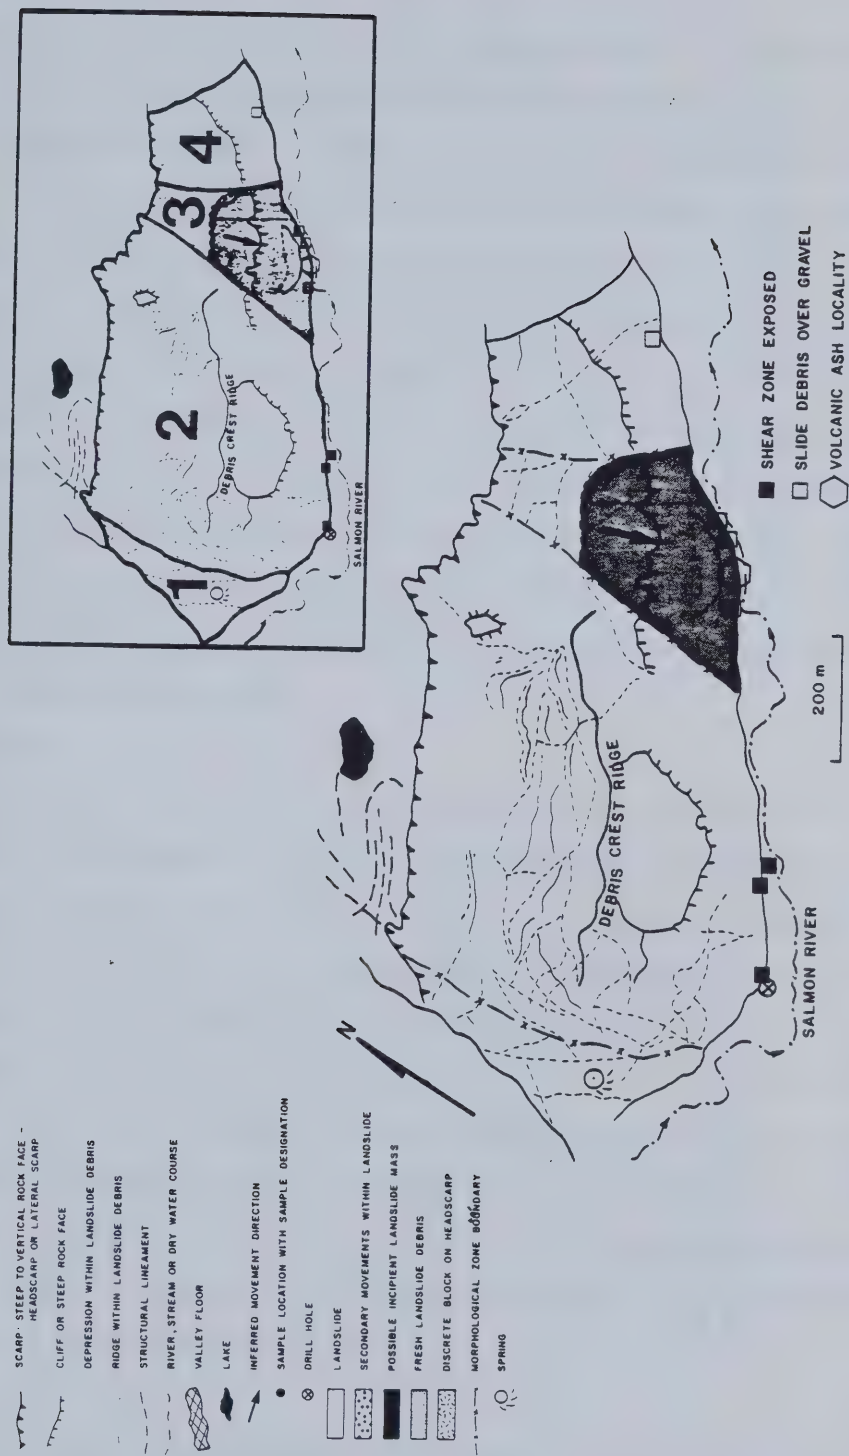 SCARP: STEEP TO VERTICAL ROCK FACE -
HEADSCARP OR LATERAL SCARP
CLIFF OR STEEP ROCK FACE
DEPRESSION WITHIN LANDSLIDE DEBRIS
RIDGE WITHIN LANDSLIDE DEBRIS
STRUCTURAL LINEAMENT
RIVER, STREAM OR DRY WATER COURSE
VALLEY FLOOR
LAKE
INFERRED MOVEMENT DIRECTION
SAMPLE LOCATION WITH SAMPLE DESIGNATION
DRILL HOLE
LANDSLIDE
SECONDARY MOVEMENTS WITHIN LANDSLIDE
POSSIBLE INCIPIENT LANDSLIDE MASS
FRESH LANDSLIDE DEBRIS
DISCRETE BLOCK ON HEADSCARP
MORPHOLOGICAL ZONE BOUNDARY
SPRING
N
DEBRIS CREST RIDGE
SALMON RIVER
200 m
SHEAR ZONE EXPOSED
SLIDE DEBRIS OVER GRAVEL
VOLCANIC ASH LOCALITY
1
2
3
4
DEBRIS CREST RIDGE
SALMON RIVER